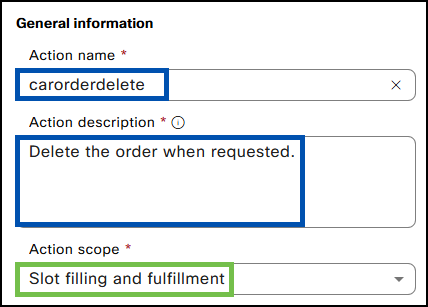 General information
Action name *
carorderdelete
Action description *
Delete the order when requested.
Action scope *
Slot filling and fulfillment